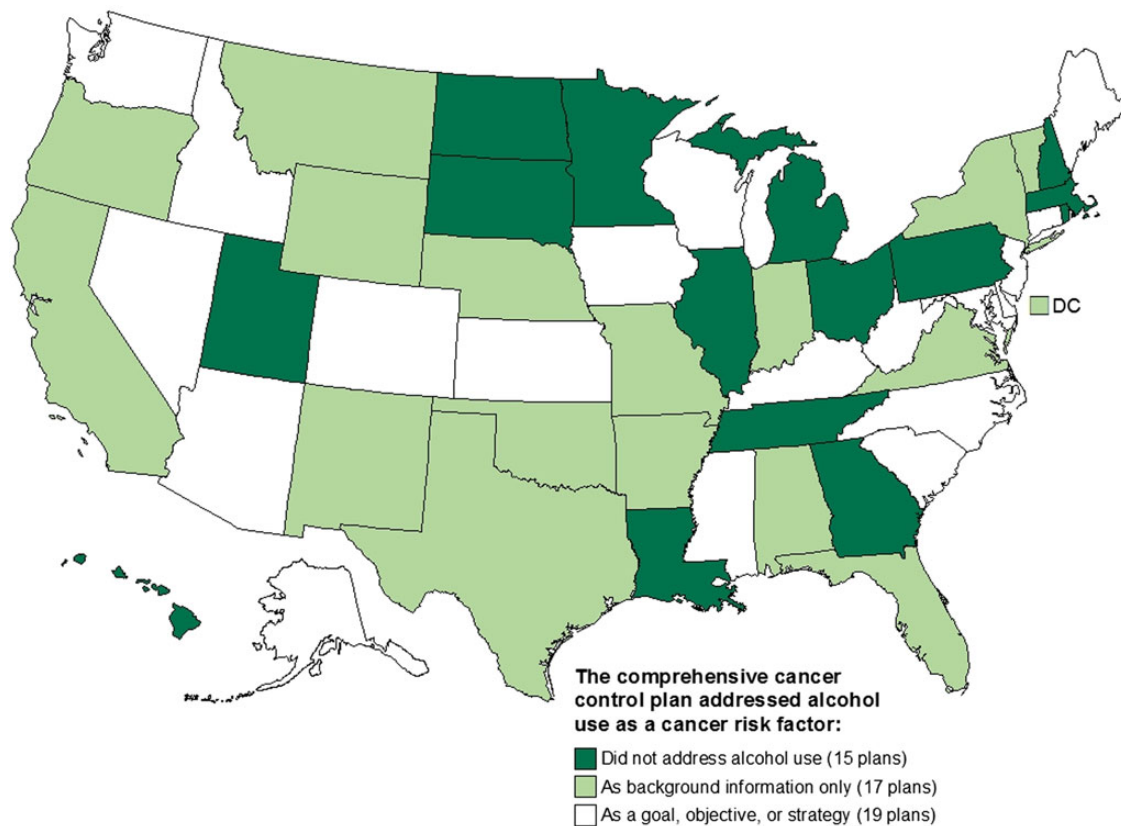 DC
The comprehensive cancer
control plan addressed alcohol
use as a cancer risk factor:
Did not address alcohol use (15 plans)
As background information only (17 plans)
As a goal, objective, or strategy (19 plans)